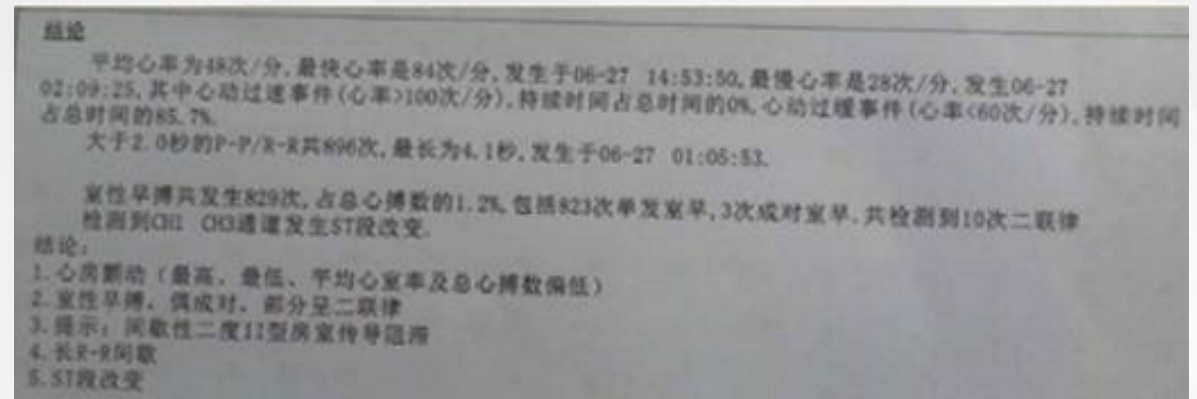 结论
平均心率为48次/分,最快心率是84次/分,发生于06-27 14:53:50,最慢心率是28次/分,发生06-27
02:09:25,其中心动过速事件(心率>100次/分),持续时间占总时间的0%,心动过缓事件(心率<60次/分),持续时间
占总时间的85.7%.
大于2.0秒的P-P/R-R共896次,最长为4.1秒,发生于06-27 01:05:53.
室性早搏共发生829次,占总心搏数的1.2%,包括823次单发室早,3次成对室早.共检测到10次二联律
检测到CH1 CH3通道发生ST段改变.
结论:
1.心房颤动(最高、最低、平均心室率及总心搏数偏低)
2.室性早搏,偶成对,部分呈二联律
3.提示:间歇性二度II型房室传导阻滞
4.长R-R间歇
5.ST段改变